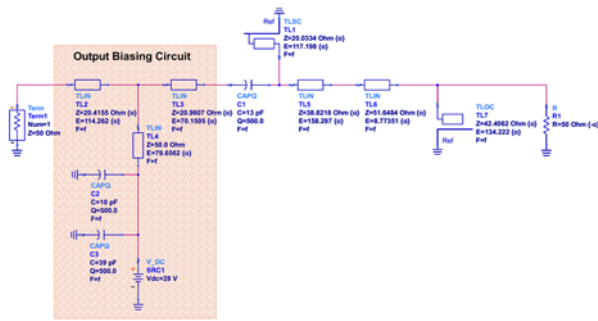 Ref
TLSC
TL1
Z=20.0334 Ohm {o}
E=117.198 {o}
F=f
Output Biasing Circuit
Term
Term1
Num=1
Z=50 Ohm
TLIN
TL2
Z=20.4155 Ohm {o}
E=114.262 {o}
F=f
TLIN
TL3
Z=20.9607 Ohm {o}
E=70.1505 {o}
F=f
CAPQ
C1
C=13 pF
Q=500.0
F=f
TLIN
TL5
Z=38.8218 Ohm {o}
E=158.297 {o}
F=f
TLIN
TL6
Z=51.6484 Ohm {o}
E=8.77351 {o}
F=f
TLOC
TL7
Z=42.4062 Ohm {o}
E=134.222 {o}
F=f
Ref
R
R1
R=50 Ohm {-o}
TLIN
TL4
Z=50.0 Ohm
E=79.6562 {o}
F=f
CAPQ
C2
C=10 pF
Q=500.0
F=f
CAPQ
C3
C=39 pF
Q=500.0
F=f
V_DC
SRC1
Vdc=28 V